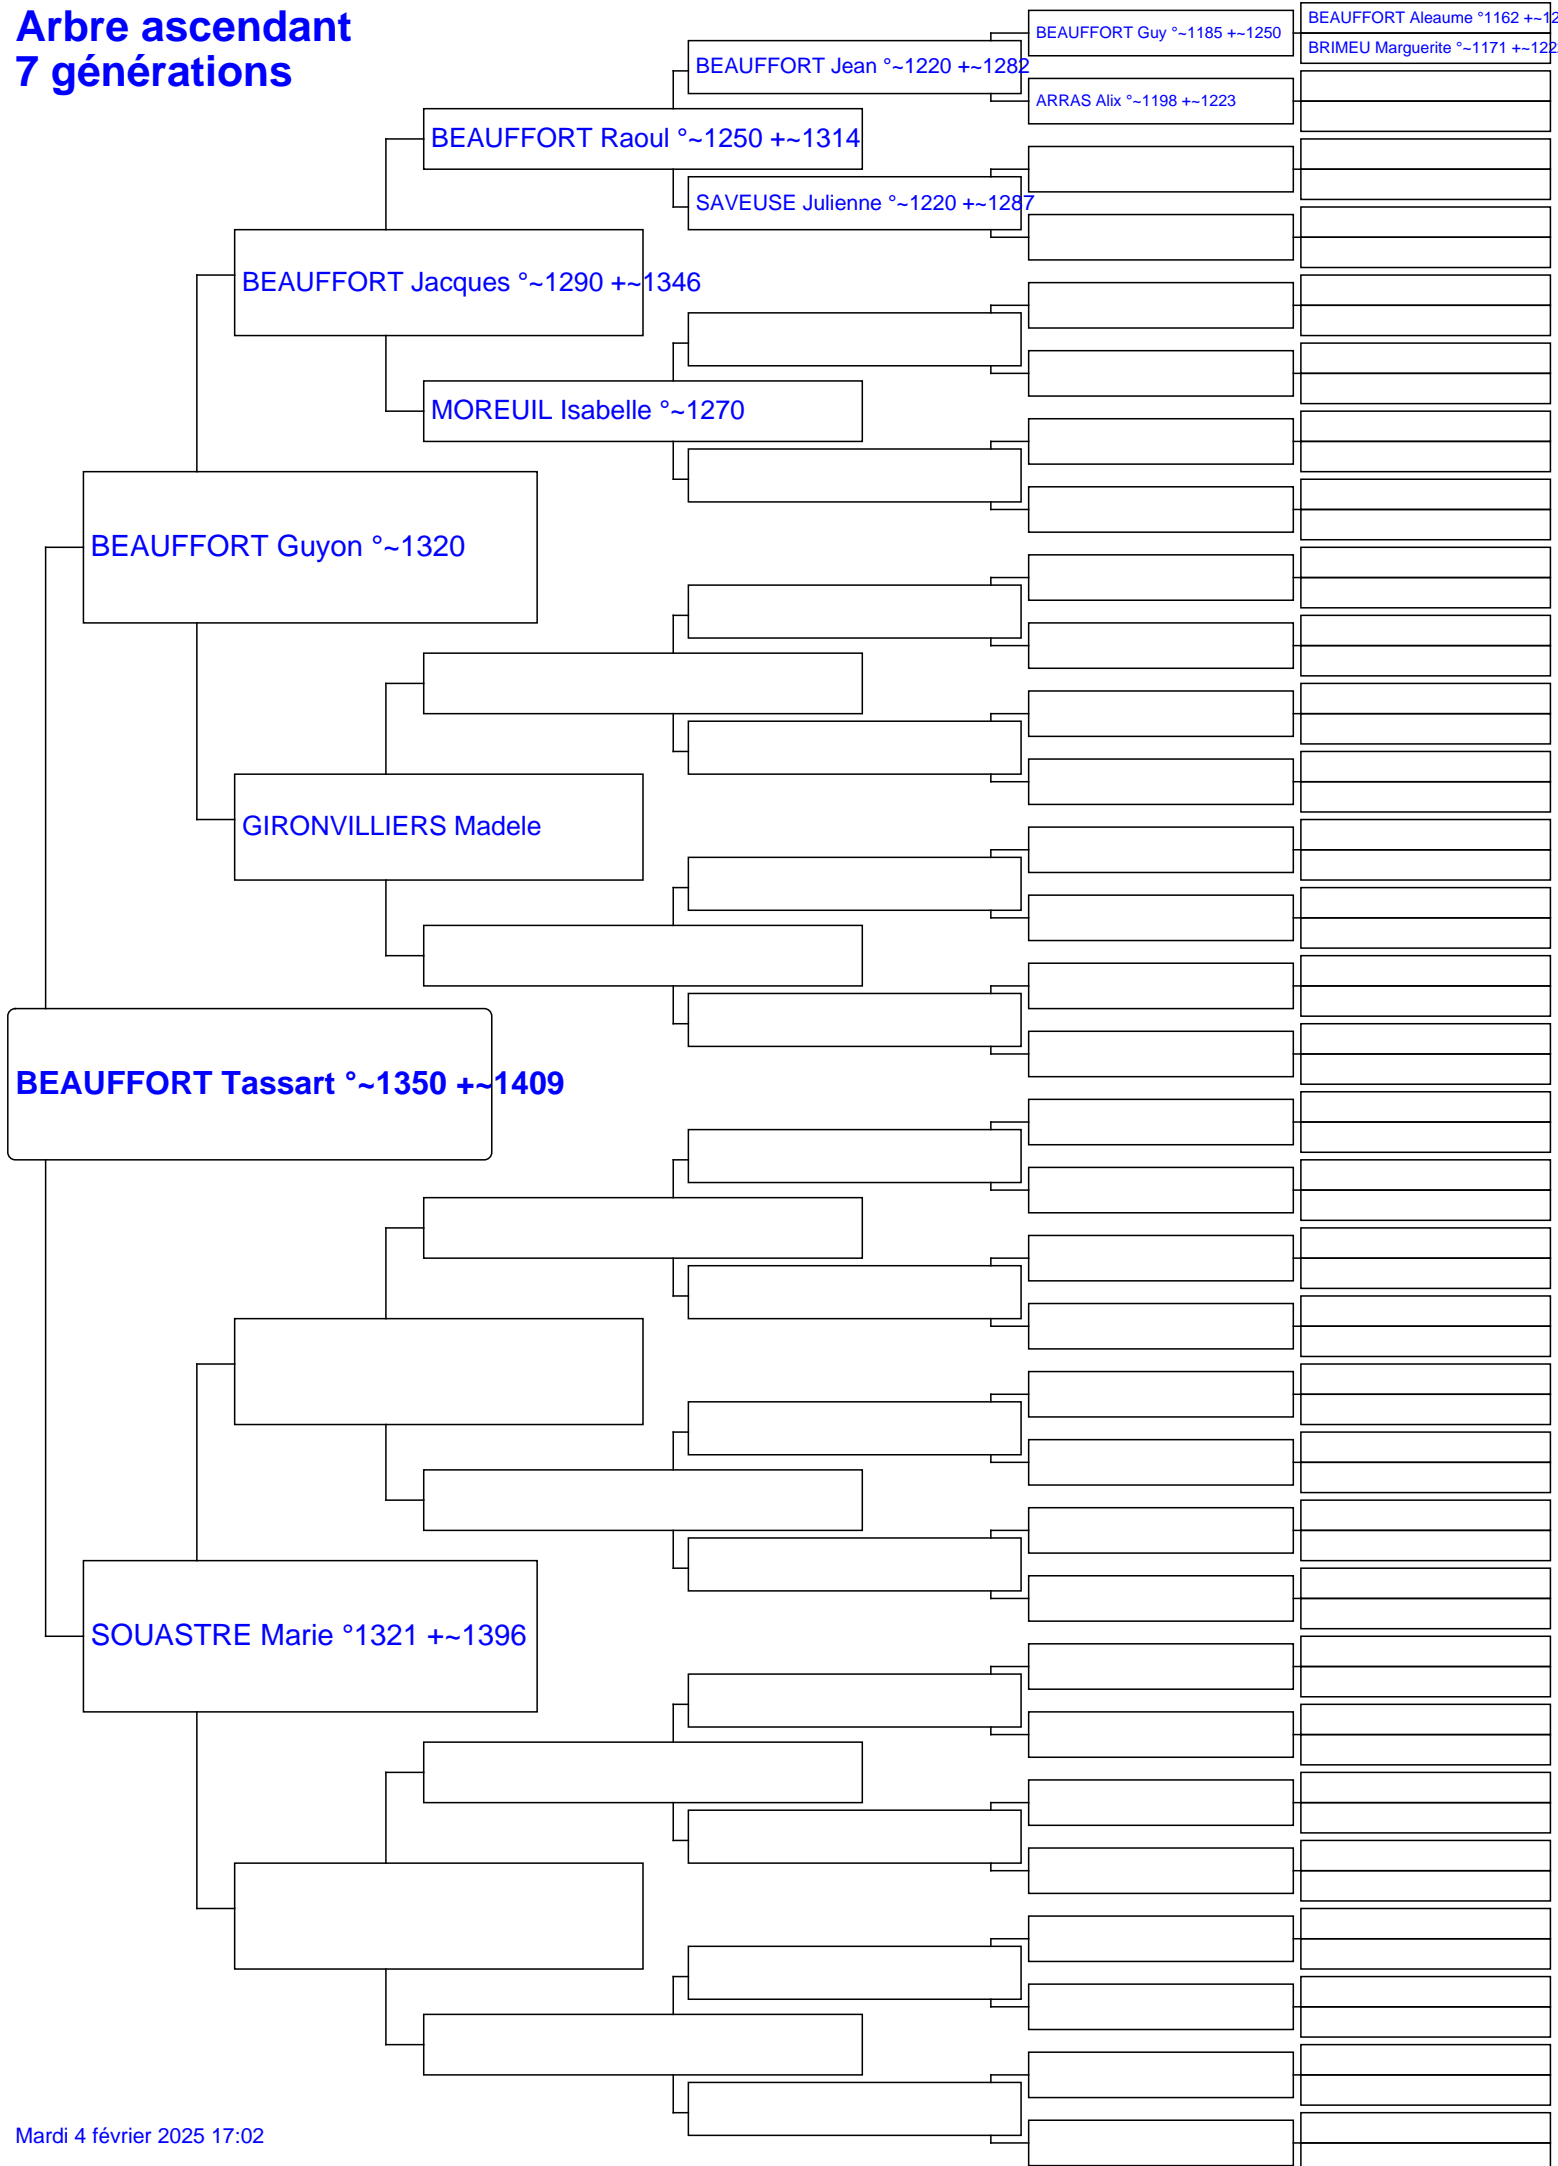 Arbre ascendant
7 générations
BEAUFFORT Aleaume °1162 +~12
BEAUFFORT Guy °~1185 +~1250
BRIMEU Marguerite °~1171 +~122
BEAUFFORT Jean °~1220 +~1282
ARRAS Alix °~1198 +~1223
BEAUFFORT Raoul °~1250 +~1314
SAVEUSE Julienne °~1220 +~1287
BEAUFFORT Jacques °~1290 +~1346
MOREUIL Isabelle °~1270
BEAUFFORT Guyon °~1320
GIRONVILLIERS Madele
BEAUFFORT Tassart °~1350 +~1409
SOUASTRE Marie °1321 +~1396
Mardi 4 février 2025 17:02